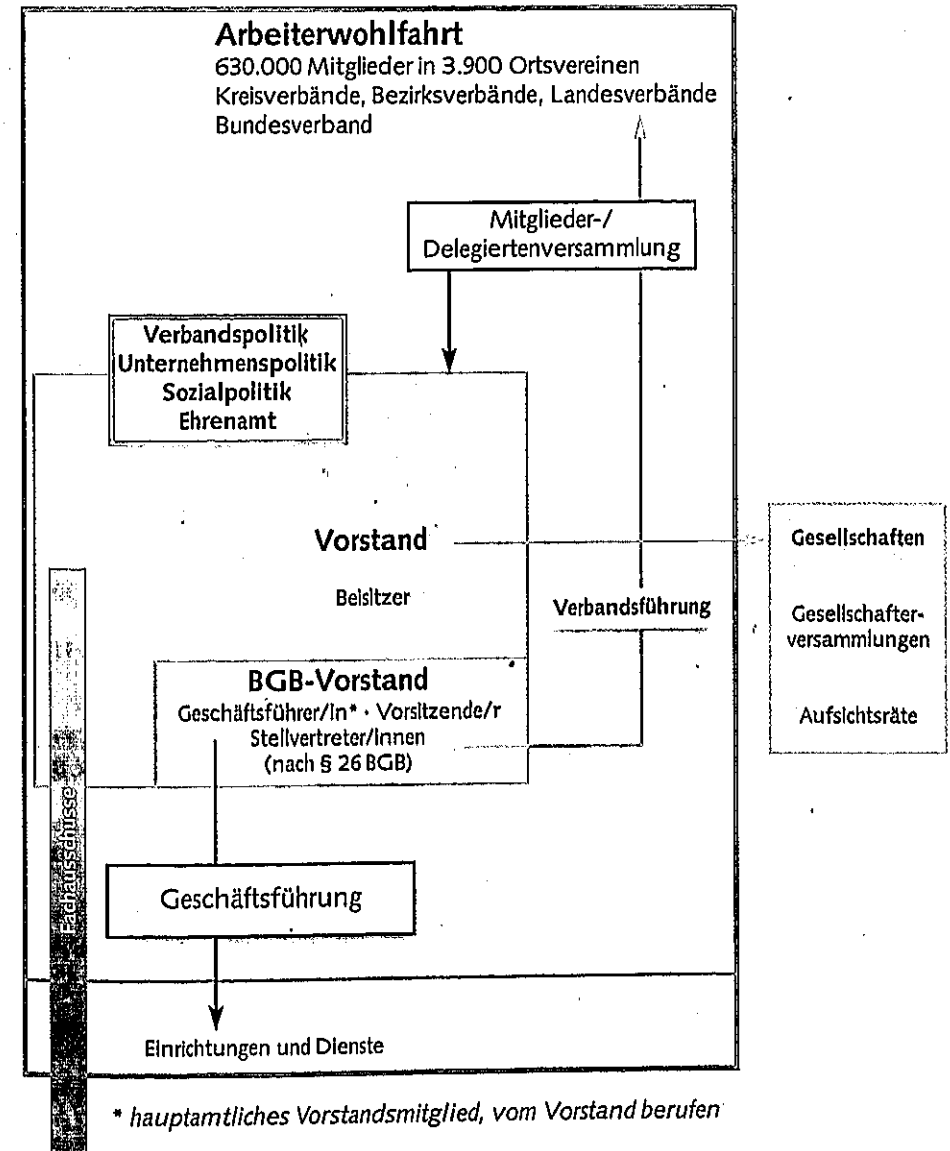 Arbeiterwohlfahrt
630.000 Mitglieder in 3.900 Ortsvereinen
Kreisverbände, Bezirksverbände, Landesverbände
Bundesverband
Mitglieder-/
Delegiertenversammlung
Verbandspolitik
Unternehmenspolitik
Sozialpolitik
Ehrenamt
Vorstand
Beisitzer
Verbandsführung
Gesellschaften
Gesellschafter-
versammlungen
Aufsichtsräte
BGB-Vorstand
Geschäftsführer/in* · Vorsitzende/r
Stellvertreter/innen
(nach § 26 BGB)
Fachausschüsse
Geschäftsführung
Einrichtungen und Dienste
* hauptamtliches Vorstandsmitglied, vom Vorstand berufen